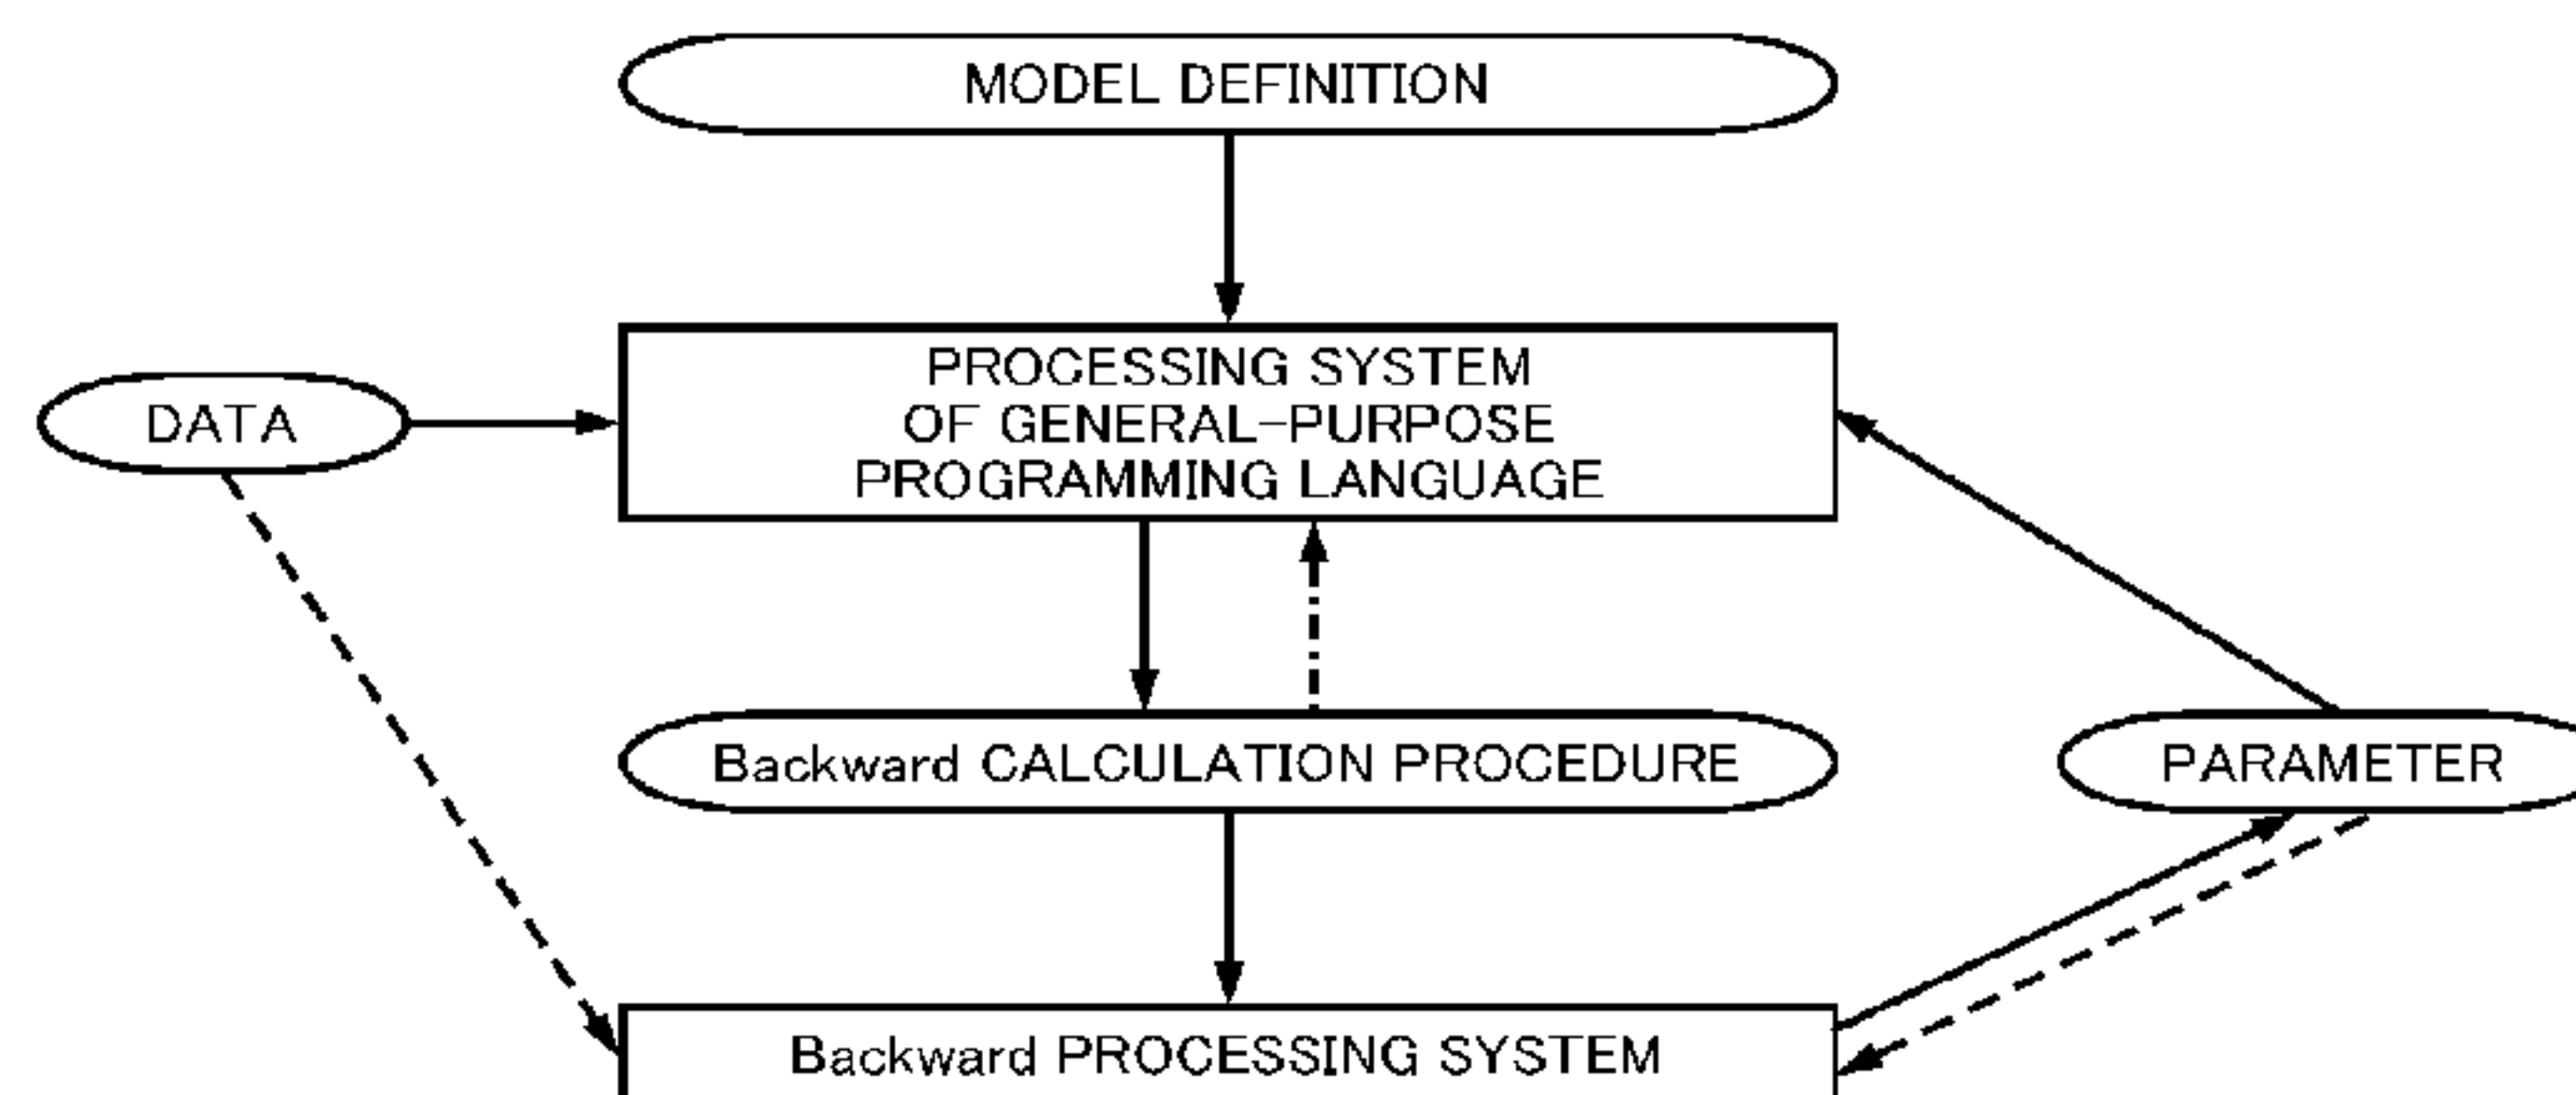 MODEL DEFINITION
PROCESSING SYSTEM
OF GENERAL-PURPOSE
PROGRAMMING LANGUAGE
DATA
Backward CALCULATION PROCEDURE
PARAMETER
Backward PROCESSING SYSTEM